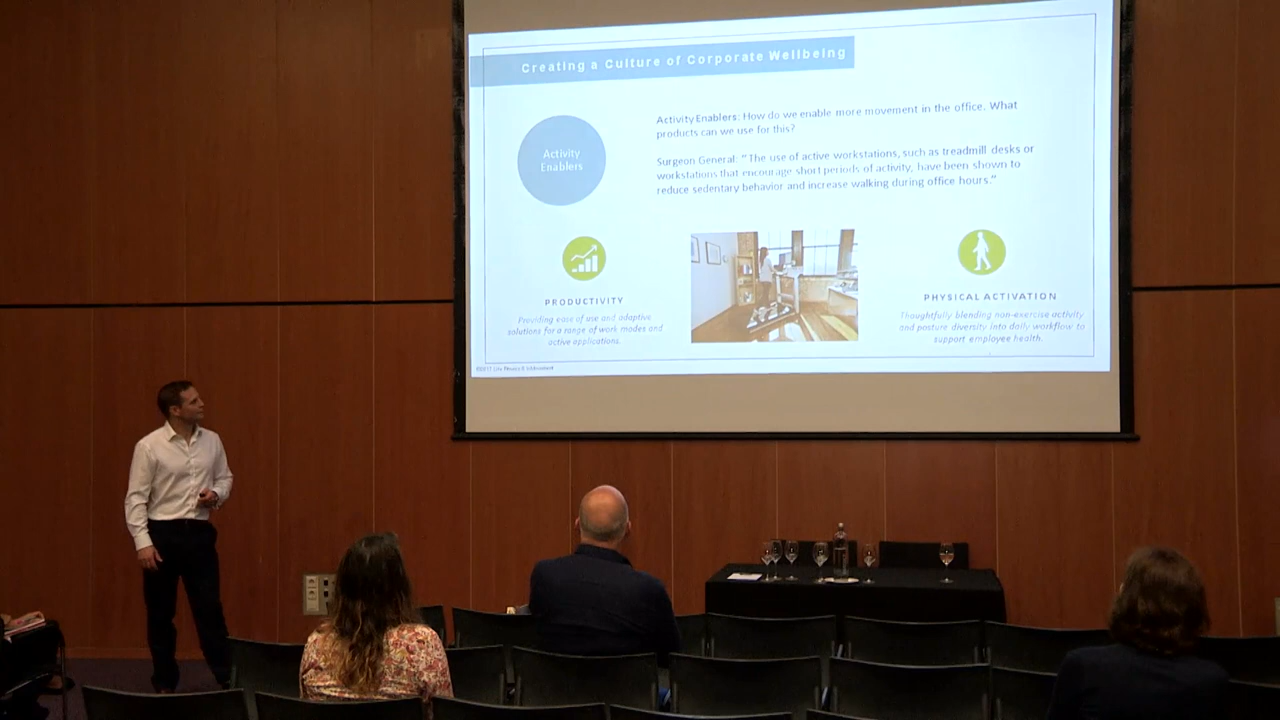 Creating a Culture of Corporate Wellbeing
Activity
Enablers
Activity Enablers: How do we enable more movement in the office. What
products can we use for this?
Surgeon General: "The use of active workstations, such as treadmill desks or
workstations that encourage short periods of activity, have been shown to
reduce sedentary behavior and increase walking during office hours."
PRODUCTIVITY
Providing ease of use and adaptive
solutions for a range of work modes and
active applications.
PHYSICAL ACTIVATION
Thoughtfully blending non-exercise activity
and posture diversity into daily workflow to
support employee health.